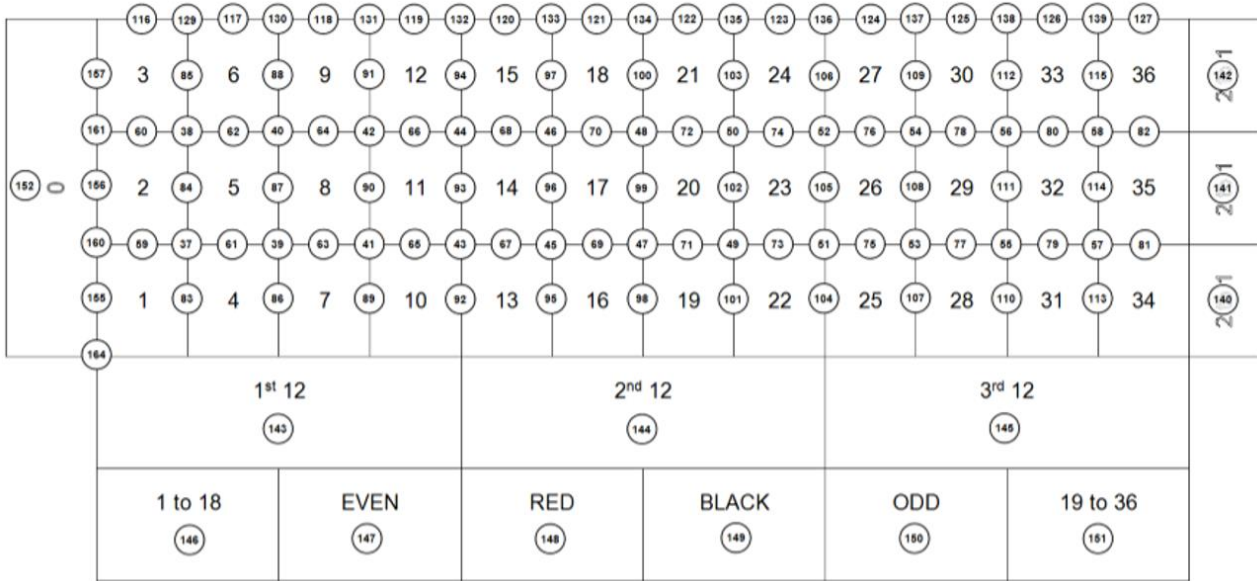 116 129 117 130 118 131 119 132 120 133 121 134 122 135 123 136 124 137 125 138 126 139 127
157 3 85 6 88 9 91 12 94 15 97 18 100 21 103 24 106 27 109 30 112 33 115 36 142 2 1
161 60 38 62 40 64 42 66 44 68 46 70 48 72 50 74 52 76 54 78 56 80 58 82
152 0 156 2 84 5 87 8 90 11 93 14 96 17 99 20 102 23 105 26 108 29 111 32 114 35 141 2 1
160 59 37 61 39 63 41 65 43 67 45 69 47 71 49 73 51 75 53 77 55 79 57 81
155 1 83 4 86 7 89 10 92 13 95 16 98 19 101 22 104 25 107 28 110 31 113 34 140 2 1
164
1st 12 2nd 12 3rd 12
143 144 145
1 to 18 EVEN RED BLACK ODD 19 to 36
146 147 148 149 150 151